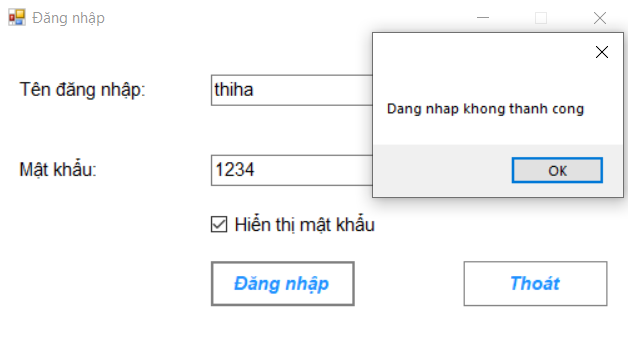 Đăng nhập
Tên đăng nhập:
thiha
Dang nhap khong thanh cong
OK
Mật khẩu:
1234
Hiển thị mật khẩu
Đăng nhập
Thoát